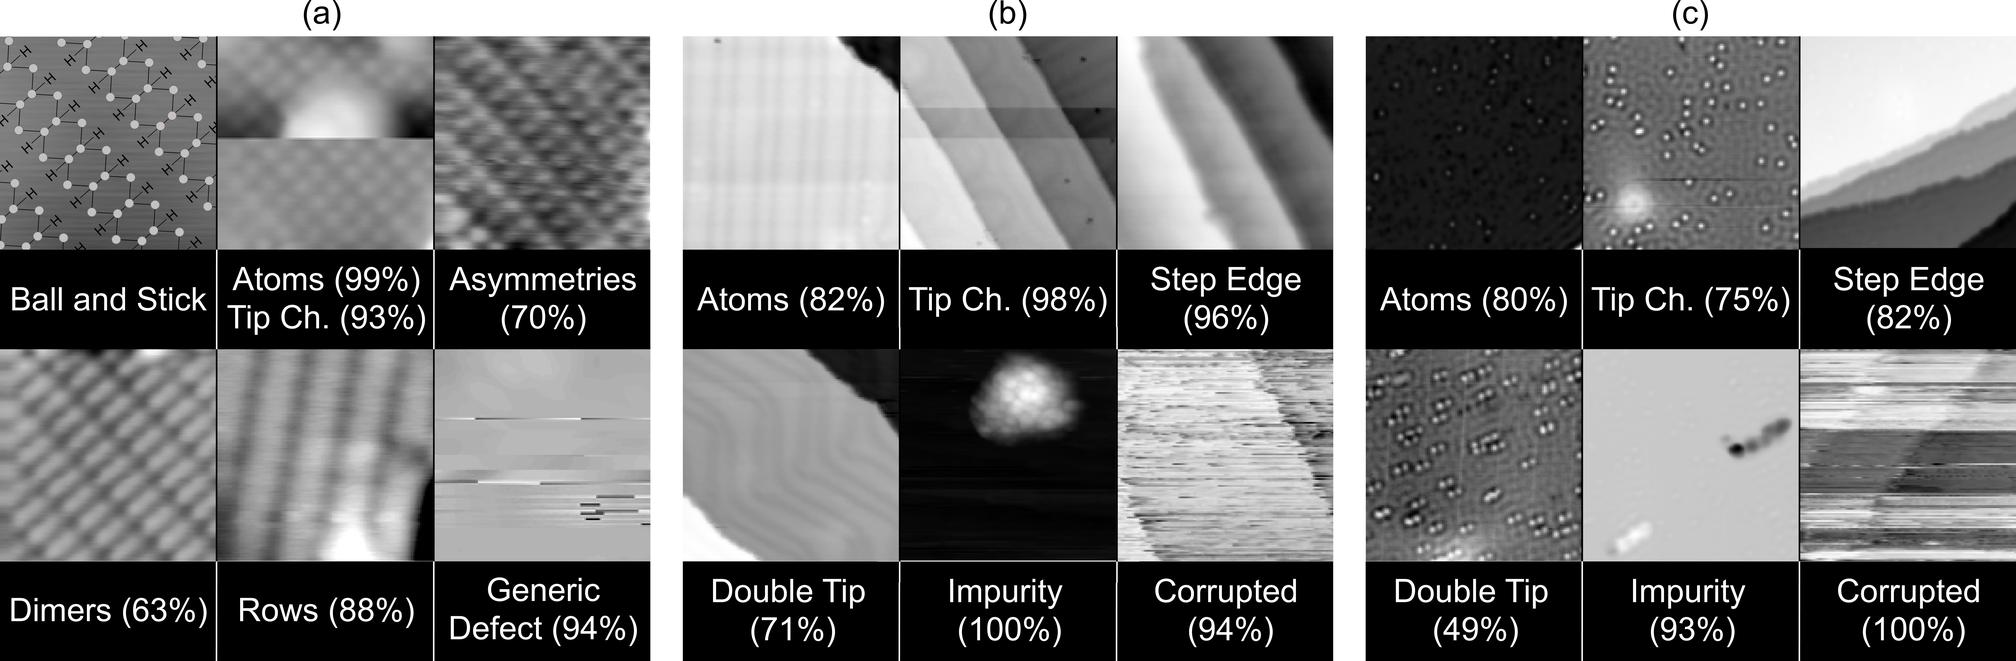 (a)
(b)
(c)
H H H H
H H H H
H H H H
H H H H
H H H
Ball and Stick
Atoms (99%)
Tip Ch. (93%)
Asymmetries
(70%)
Atoms (82%)
Tip Ch. (98%)
Step Edge
(96%)
Atoms (80%)
Tip Ch. (75%)
Step Edge
(82%)
Dimers (63%)
Rows (88%)
Generic
Defect (94%)
Double Tip
(71%)
Impurity
(100%)
Corrupted
(94%)
Double Tip
(49%)
Impurity
(93%)
Corrupted
(100%)